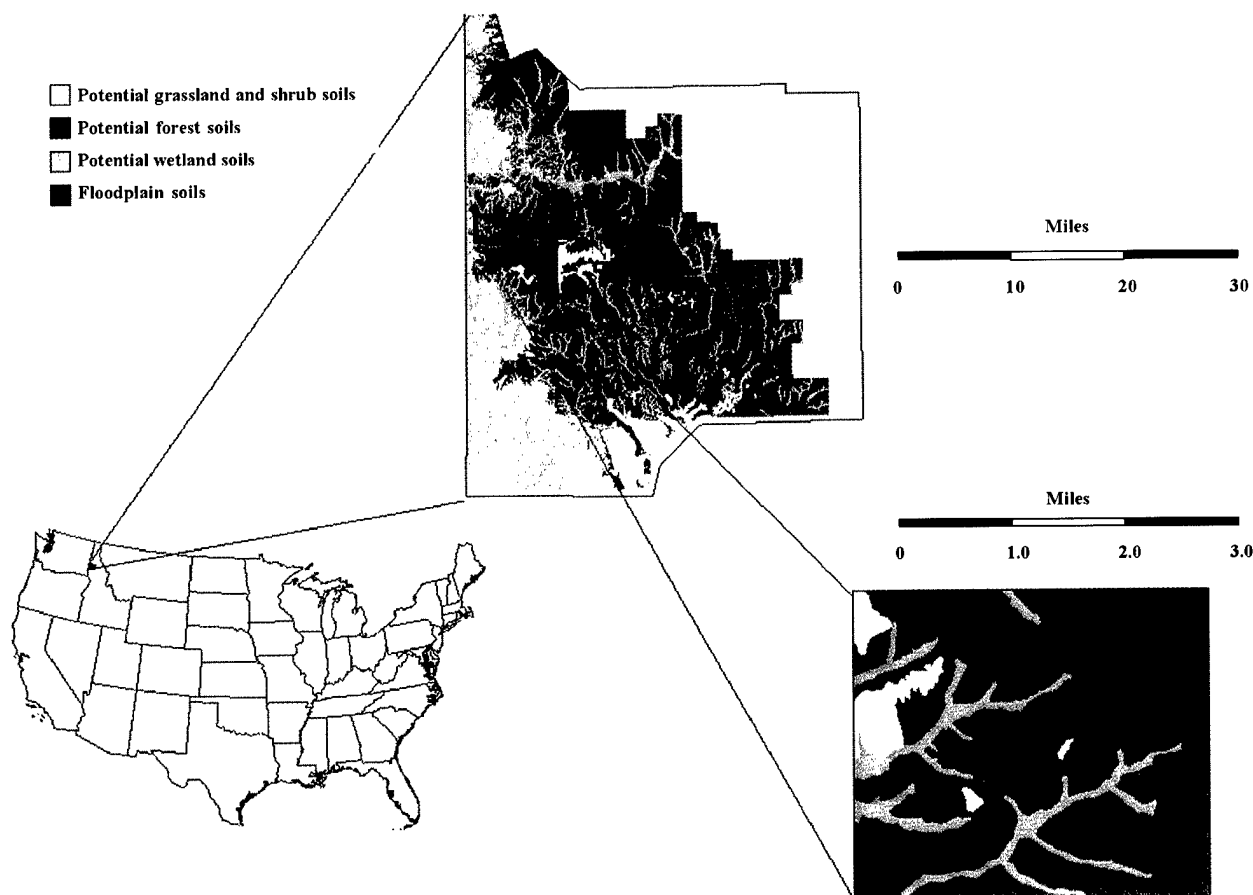 Potential grassland and shrub soils
Potential forest soils
Potential wetland soils
Floodplain soils
Miles
0 10 20 30
Miles
0 1.0 2.0 3.0